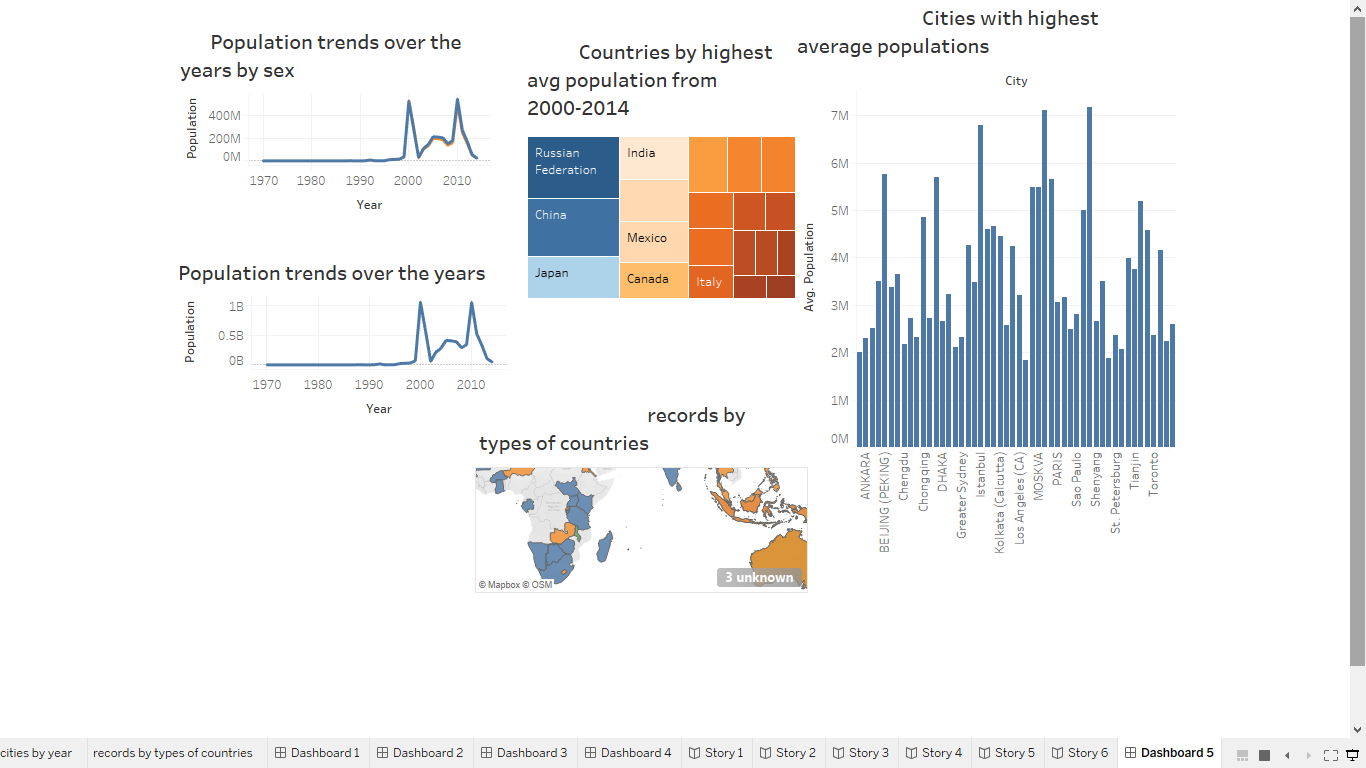 Population trends over the
years by sex
Population
400M
200M
0M
1970 1980 1990 2000 2010
Year
Population trends over the years
Population
1B
0.5B
0B
1970 1980 1990 2000 2010
Year
Countries by highest
avg population from
2000-2014
Russian
Federation
China
Japan
India
Mexico
Canada
Italy
records by
types of countries
© Mapbox © OSM
3 unknown
Cities with highest
average populations
City
Avg. Population
7M
6M
5M
4M
3M
2M
1M
0M
ANKARA
BEIJING (PEKING)
Chengdu
Chongqing
DHAKA
Greater Sydney
Istanbul
Kolkata (Calcutta)
Los Angeles (CA)
MOSKVA
PARIS
Sao Paulo
Shenyang
St. Petersburg
Tianjin
Toronto
cities by year
records by types of countries
Dashboard 1
Dashboard 2
Dashboard 3
Dashboard 4
Story 1
Story 2
Story 3
Story 4
Story 5
Story 6
Dashboard 5